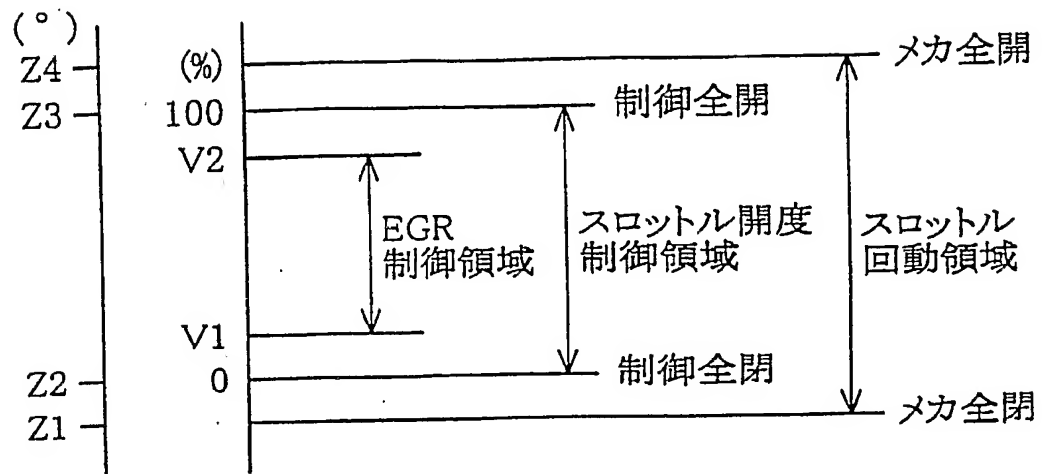 (°)
Z4
Z3
Z2
Z1
(%)
100
V2
V1
0
メカ全開
制御全開
EGR
制御領域
スロットル開度
制御領域
スロットル
回動領域
制御全閉
メカ全閉